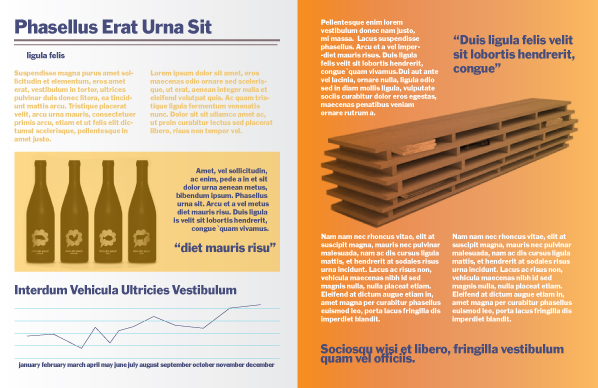 Phasellus Erat Urna Sit
ligula felis
Suspendisse magna purus amet sol-
licitudin et elementum, eros amet
erat, vestibulum in tortor, ultrices
pulvinar duis donec litora, ea tincid-
unt mattis arcu. Tristique placerat
velit, arcu urna mauris, consectetuer
primis arcu, etiam et ut felis elit dic-
tumst scelerisque, pellentesque in
amet justo.
Lorem ipsum dolor sit amet, eros
maecenas odio ornare sed sceleris-
que, ut erat, aenean integer nulla et
eleifend volutpat quis. Ac quam tris-
tique ligula fermentum venenatis
nunc. Dolor sit sit ullamco amet ac,
ut proin curabitur lectus sed placerat
libero, risus non tempor vel.
Amet, vel sollicitudin,
ac enim, pede a in et sit
dolor urna aenean metus,
bibendum ipsum. Phasellus
urna sit. Arcu et a vel metus
diet mauris risu. Duis ligula
is velit sit lobortis hendrerit,
congue`quam vivamus.
“diet mauris risu”
Interdum Vehicula Ultricies Vestibulum
january february march april may june july august september october november december
Pellentesque enim lorem
vestibulum donec nam justo,
mi massa. Lacus suspendisse
phasellus. Arcu et a vel imper-
diet mauris risus. Duis ligula
felis velit sit lobortis hendrerit,
congue`quam vivamus.Dui aut ante
vel lacinia, ornare nulla, ligula odio
sed in diam mollis ligula, vulputate
sociis curabitur dolor eros egestas,
maecenas penatibus veniam
ornare rutrum a.
“Duis ligula felis velit
sit lobortis hendrerit,
congue”
Nam nam nec rhoncus vitae, elit at
suscipit magna, mauris nec pulvinar
malesuada, nam ac dis cursus ligula
mattis, et hendrerit at sodales risus
urna incidunt. Lacus ac risus non,
vehicula maecenas nibh id sed
magnis nulla, nulla placeat etiam.
Eleifend at dictum augue etiam in,
amet magna per curabitur phasellus
euismod leo, porta lacus fringilla dis
imperdiet blandit.
Nam nam nec rhoncus vitae, elit at
suscipit magna, mauris nec pulvinar
malesuada, nam ac dis cursus ligula
mattis, et hendrerit at sodales risus
urna incidunt. Lacus ac risus non,
vehicula maecenas nibh id sed
magnis nulla, nulla placeat etiam.
Eleifend at dictum augue etiam in,
amet magna per curabitur phasellus
euismod leo, porta lacus fringilla dis
imperdiet blandit.
Sociosqu wisi et libero, fringilla vestibulum
quam vel officiis.